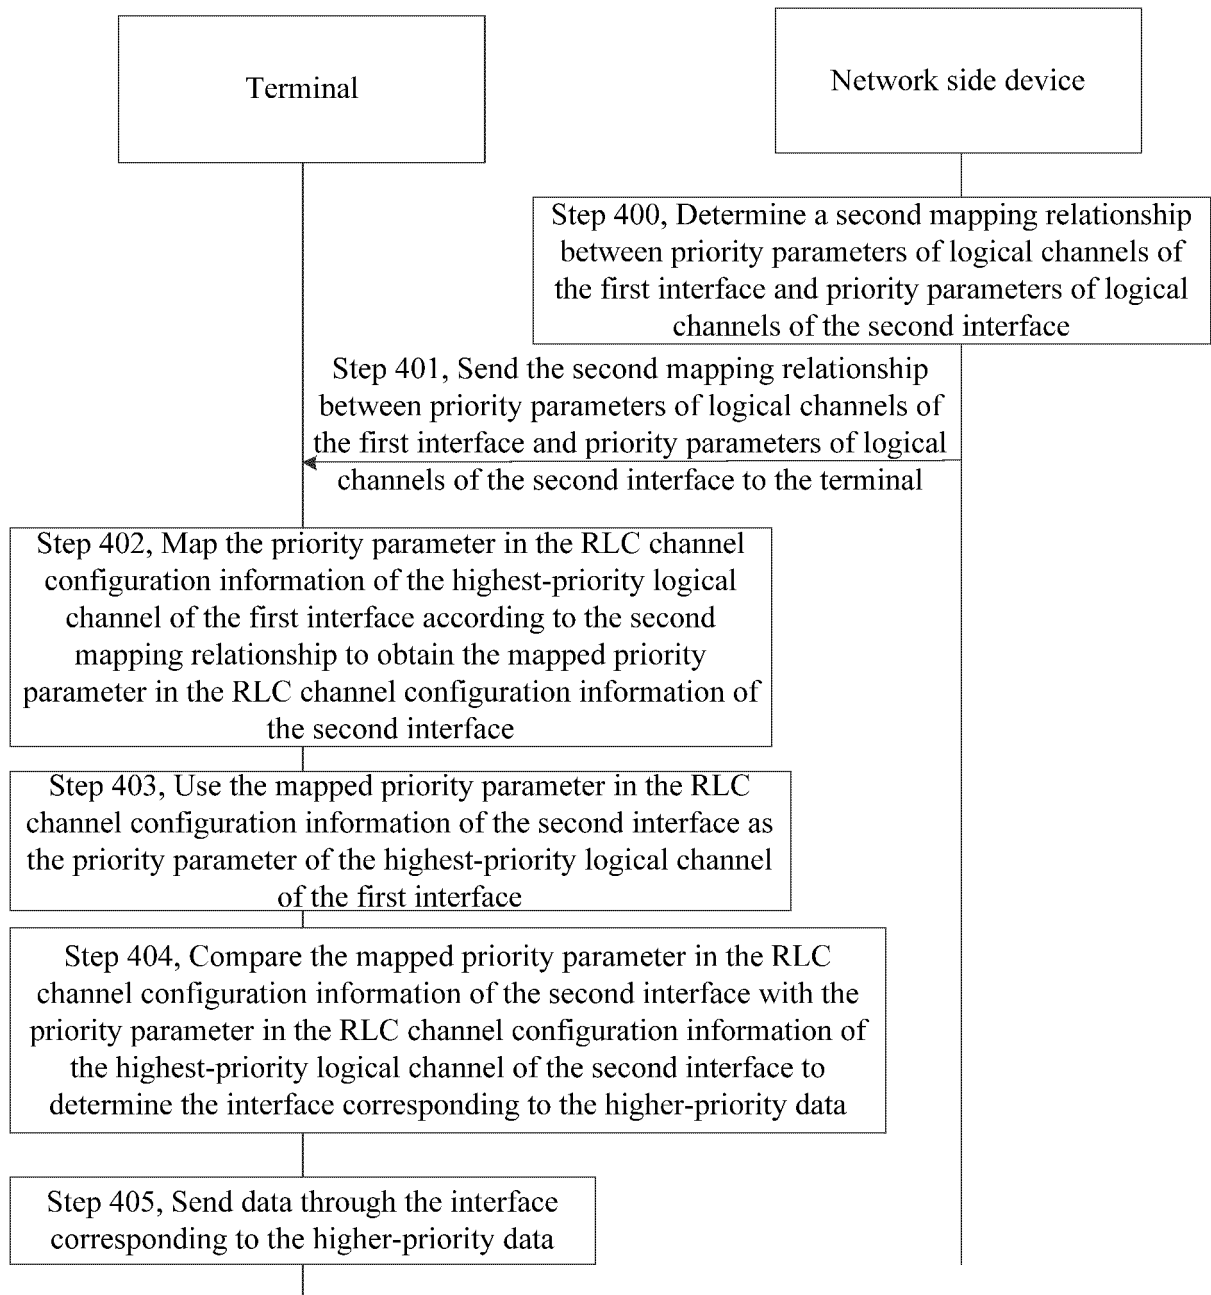 Terminal
Network side device
Step 400, Determine a second mapping relationship
between priority parameters of logical channels of
the first interface and priority parameters of logical
channels of the second interface
Step 401, Send the second mapping relationship
between priority parameters of logical channels of
the first interface and priority parameters of logical
channels of the second interface to the terminal
Step 402, Map the priority parameter in the RLC channel
configuration information of the highest-priority logical
channel of the first interface according to the second
mapping relationship to obtain the mapped priority
parameter in the RLC channel configuration information of
the second interface
Step 403, Use the mapped priority parameter in the RLC
channel configuration information of the second interface as
the priority parameter of the highest-priority logical channel
of the first interface
Step 404, Compare the mapped priority parameter in the RLC
channel configuration information of the second interface with the
priority parameter in the RLC channel configuration information of
the highest-priority logical channel of the second interface to
determine the interface corresponding to the higher-priority data
Step 405, Send data through the interface
corresponding to the higher-priority data